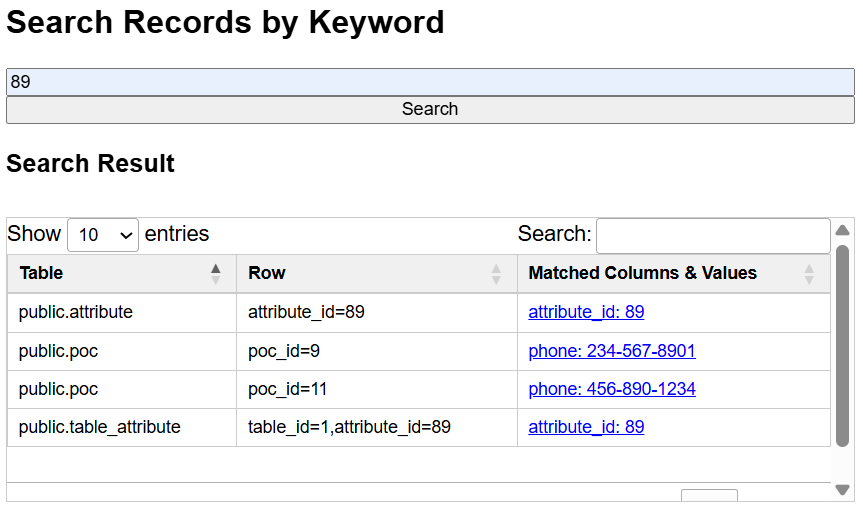 Search Records by Keyword
89
Search
Search Result
Show 10 entries Search:
Table Row Matched Columns & Values
public.attribute attribute_id=89 attribute_id: 89
public.poc poc_id=9 phone: 234-567-8901
public.poc poc_id=11 phone: 456-890-1234
public.table_attribute table_id=1,attribute_id=89 attribute_id: 89